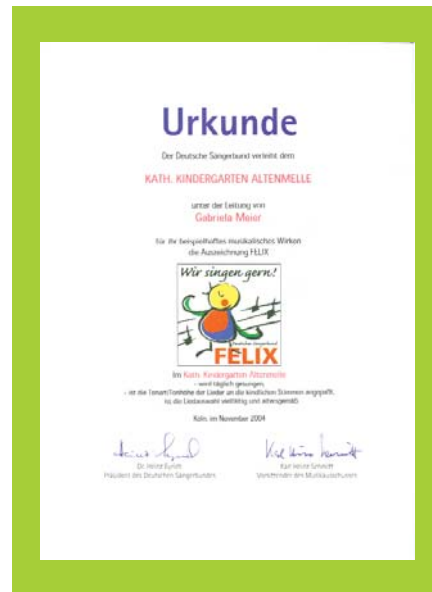 Urkunde
Der Deutsche Sängerbund verleiht dem
KATH. KINDERGARTEN ALTENMELLE
unter der Leitung von
Gabriela Meier
für ihr beispielhaftes musikalisches Wirken
die Auszeichnung FELIX
Wir singen gern!
Deutscher Sängerbund
FELIX
Im Kath. Kindergarten Altenmelle
- wird täglich gesungen,
- ist die Tonart/Tonhöhe der Lieder an die kindlichen Stimmen angepaßt,
ist die Liedauswahl vielfältig und altersgemäß.
Köln, im November 2004
Dr. Heinz Eyrich
Präsident des Deutschen Sängerbundes
Karl Heinz Schmitt
Vorsitzender des Musikausschusses